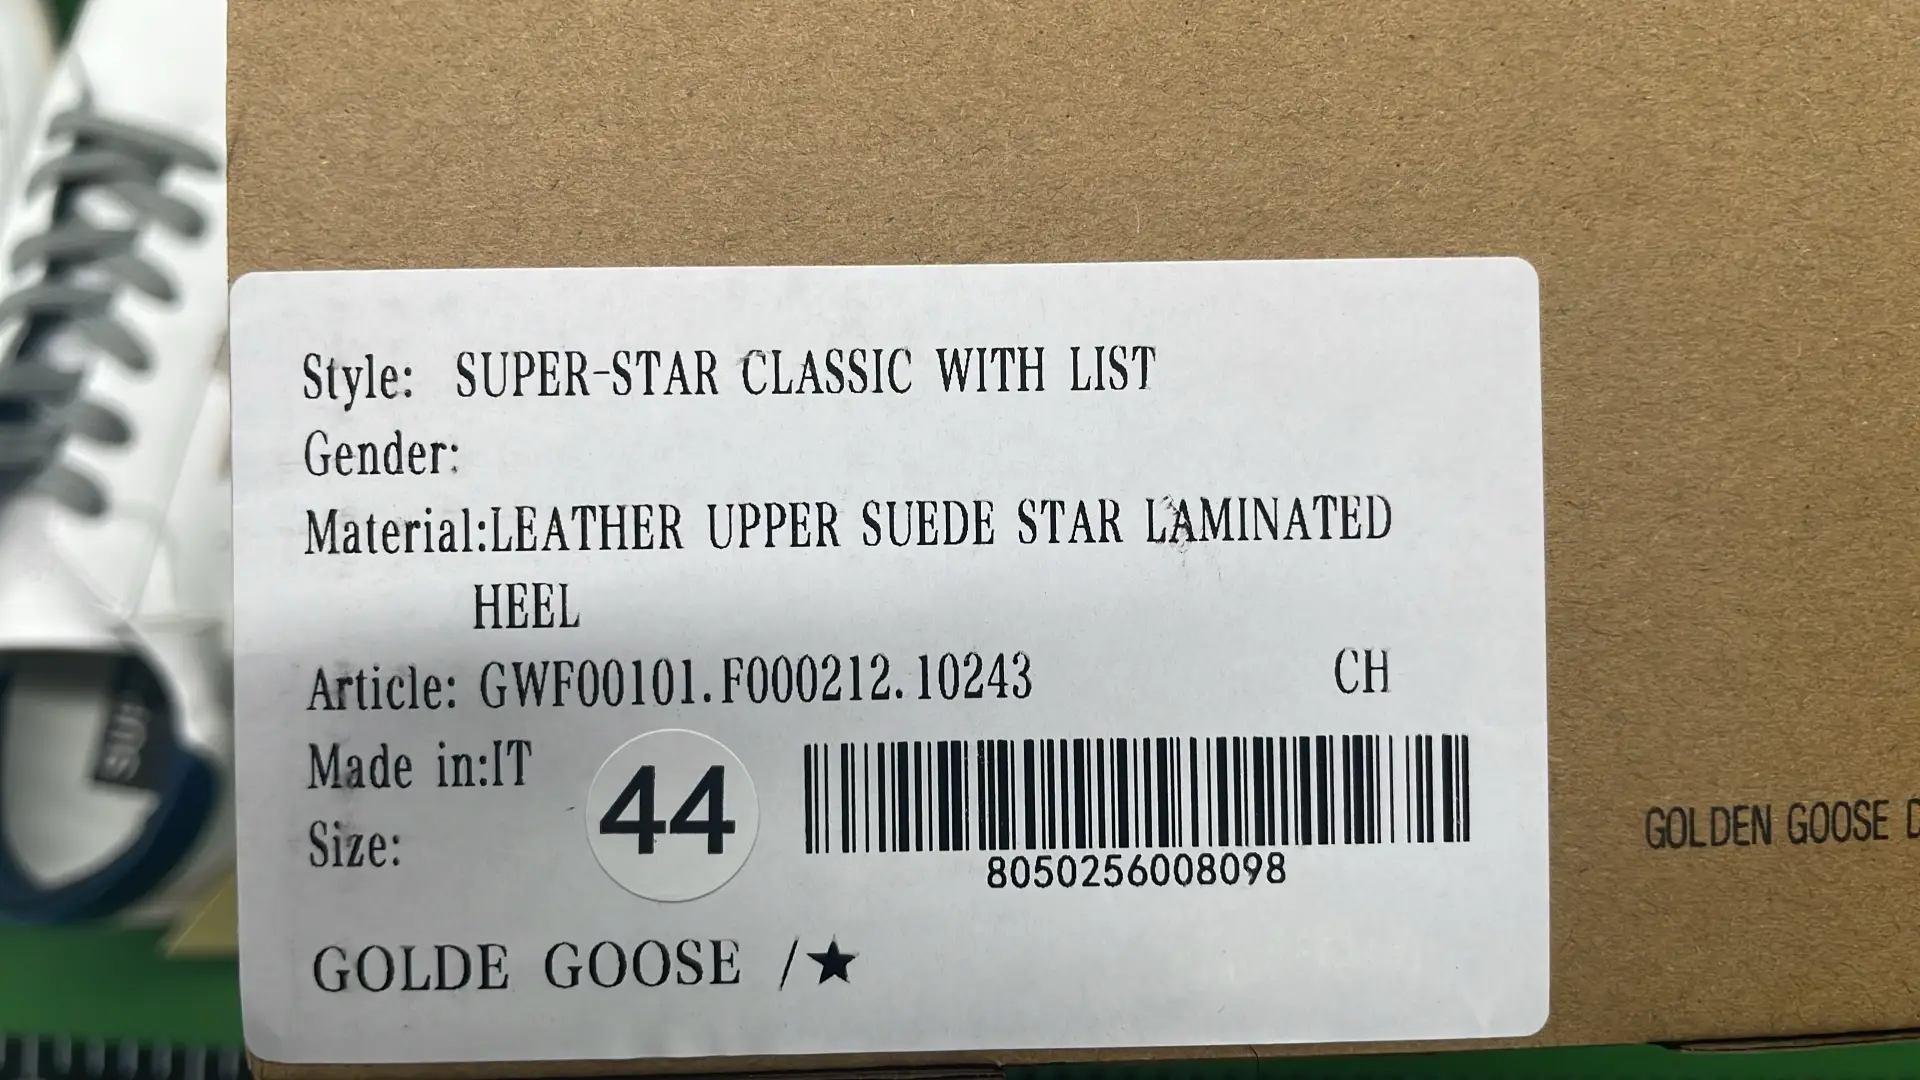 Style: SUPER-STAR CLASSIC WITH LIST
Gender:
Material:LEATHER UPPER SUEDE STAR LAMINATED
HEEL
Article: GWF00101.F000212.10243 CH
Made in:IT
Size: 44
8050256008098
GOLDE GOOSE /★
GOLDEN GOOSE D